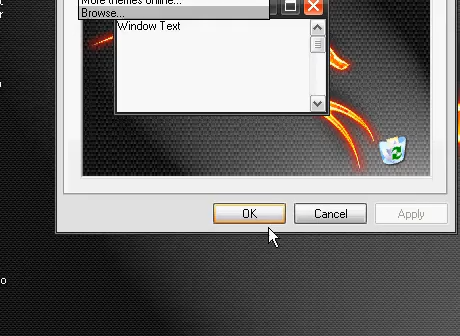 More themes online...
Browse...
Window Text
OK
Cancel
Apply